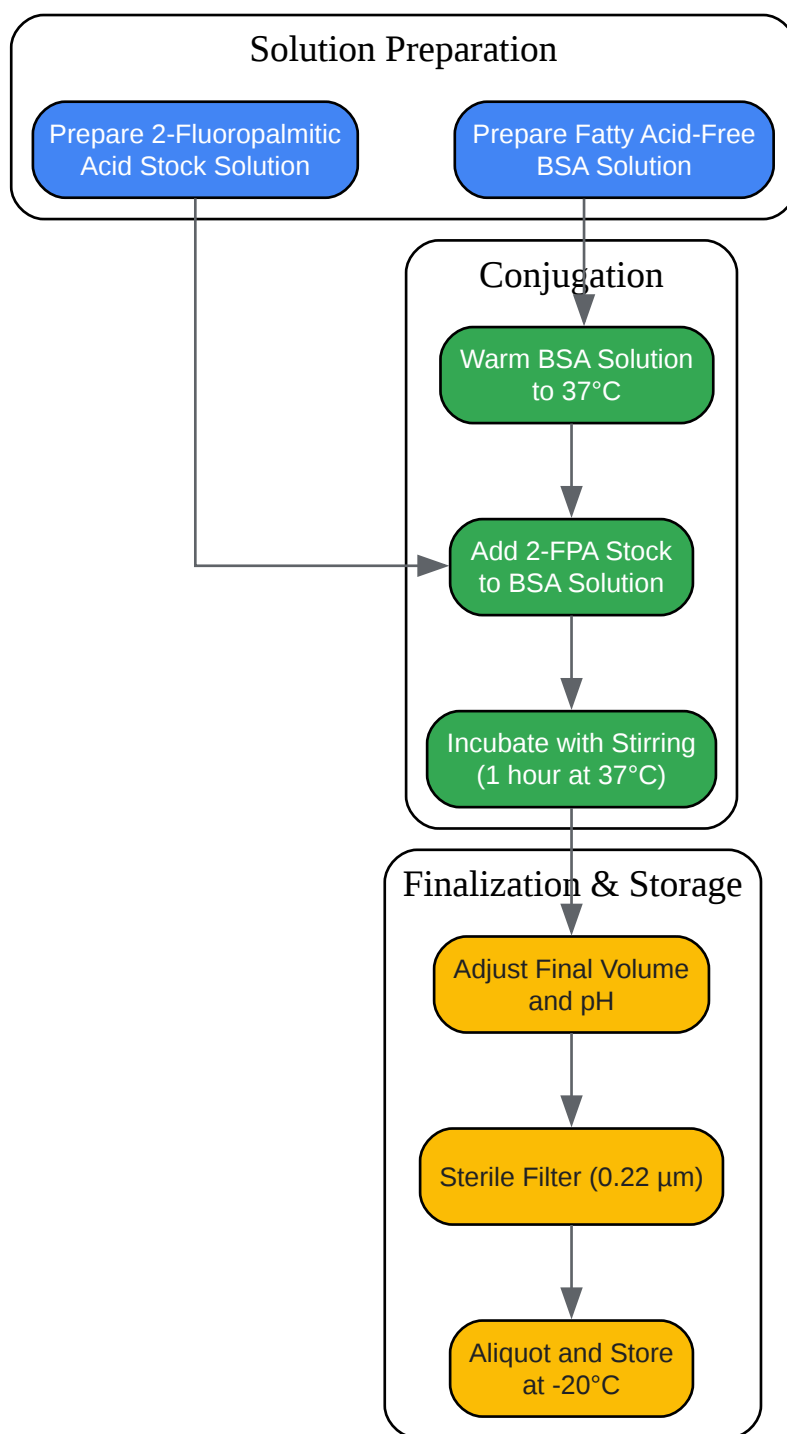 Solution Preparation
Prepare 2-Fluoropalmitic
Acid Stock Solution
Prepare Fatty Acid-Free
BSA Solution
Conjugation
Warm BSA Solution
to 37°C
Add 2-FPA Stock
to BSA Solution
Incubate with Stirring
(1 hour at 37°C)
Finalization & Storage
Adjust Final Volume
and pH
Sterile Filter (0.22 µm)
Aliquot and Store
at -20°C